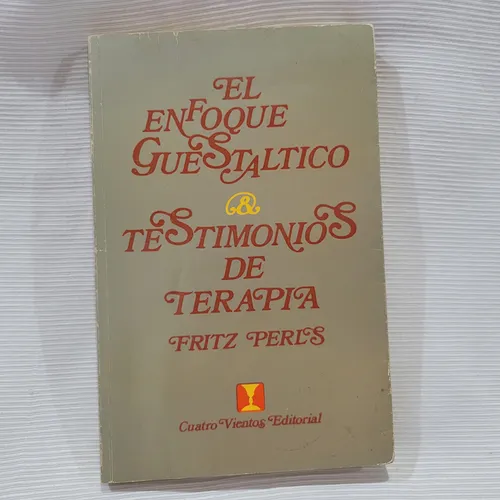 EL
ENFOQUE
GUESTALTICO
&
TESTIMONIOS
DE
TERAPIA
FRITZ PERLS
Cuatro Vientos Editorial